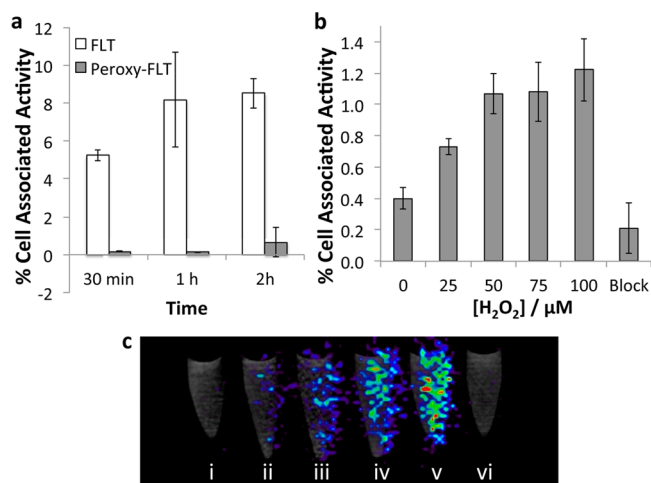 a
FLT
Peroxy-FLT
% Cell Associated Activity
12
10
8
6
4
2
0
-2
30 min 1 h 2h
Time
b
% Cell Associated Activity
1.4
1.2
1.0
0.8
0.6
0.4
0.2
0.0
0 25 50 75 100 Block
[H₂O₂] / μM
c
i ii iii iv v vi